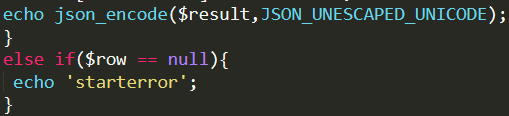 echo json_encode($result,JSON_UNESCAPED_UNICODE);
}
else if($row == null){
echo 'starterror';
}